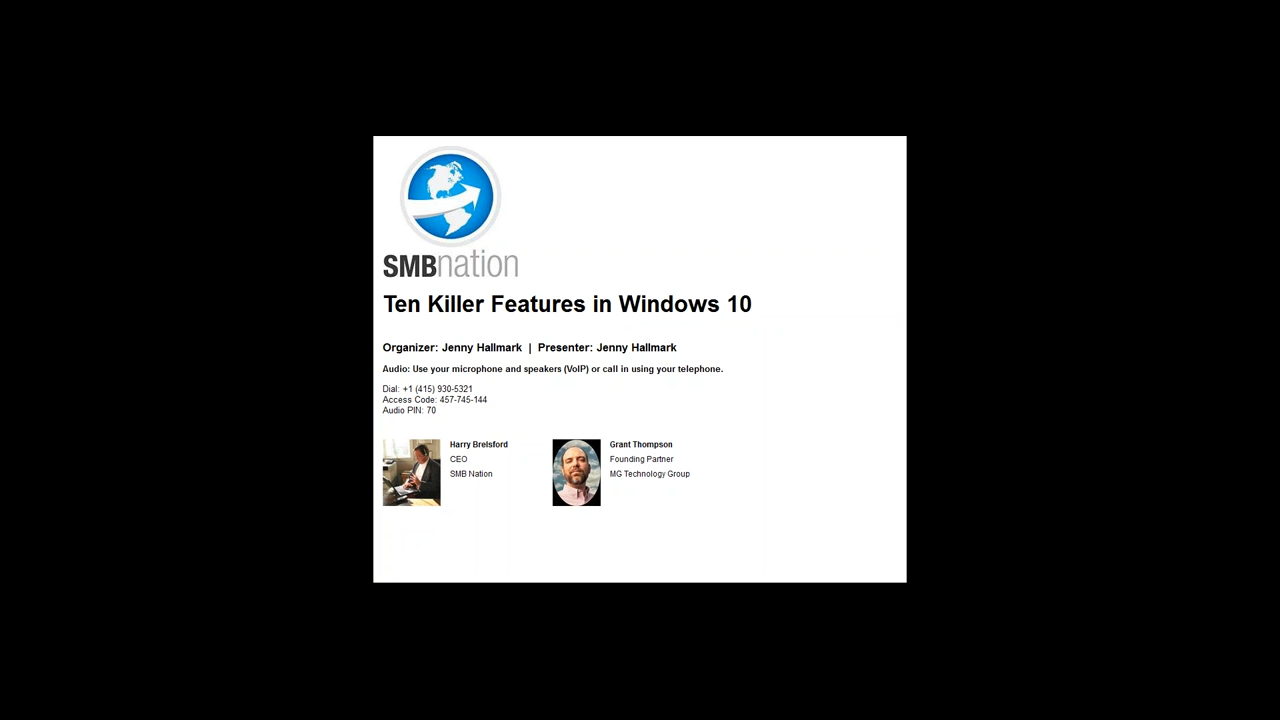 SMBnation
Ten Killer Features in Windows 10
Organizer: Jenny Hallmark | Presenter: Jenny Hallmark
Audio: Use your microphone and speakers (VoIP) or call in using your telephone.
Dial: +1 (415) 930-5321
Access Code: 457-745-144
Audio PIN: 70
Harry Brelsford
CEO
SMB Nation
Grant Thompson
Founding Partner
MG Technology Group